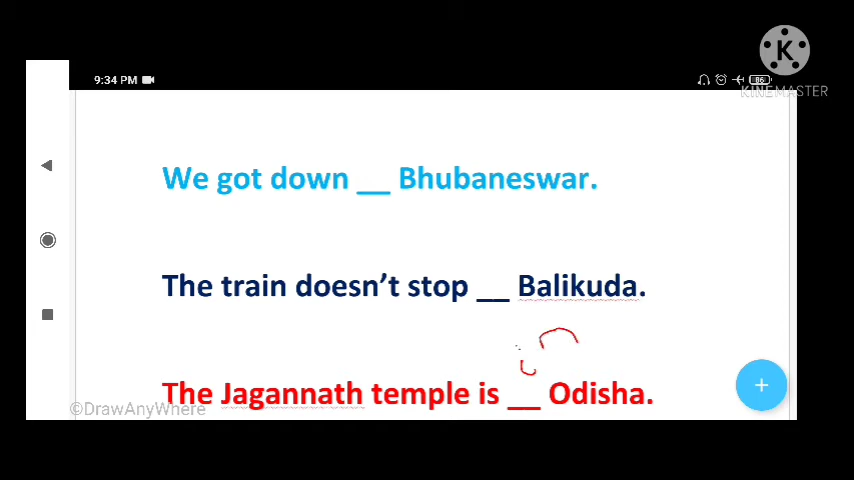 9:34 PM
86
K
KINEMASTER
We got down __ Bhubaneswar.
The train doesn't stop __ Balikuda.
The Jagannath temple is __ Odisha.
©DrawAnyWhere